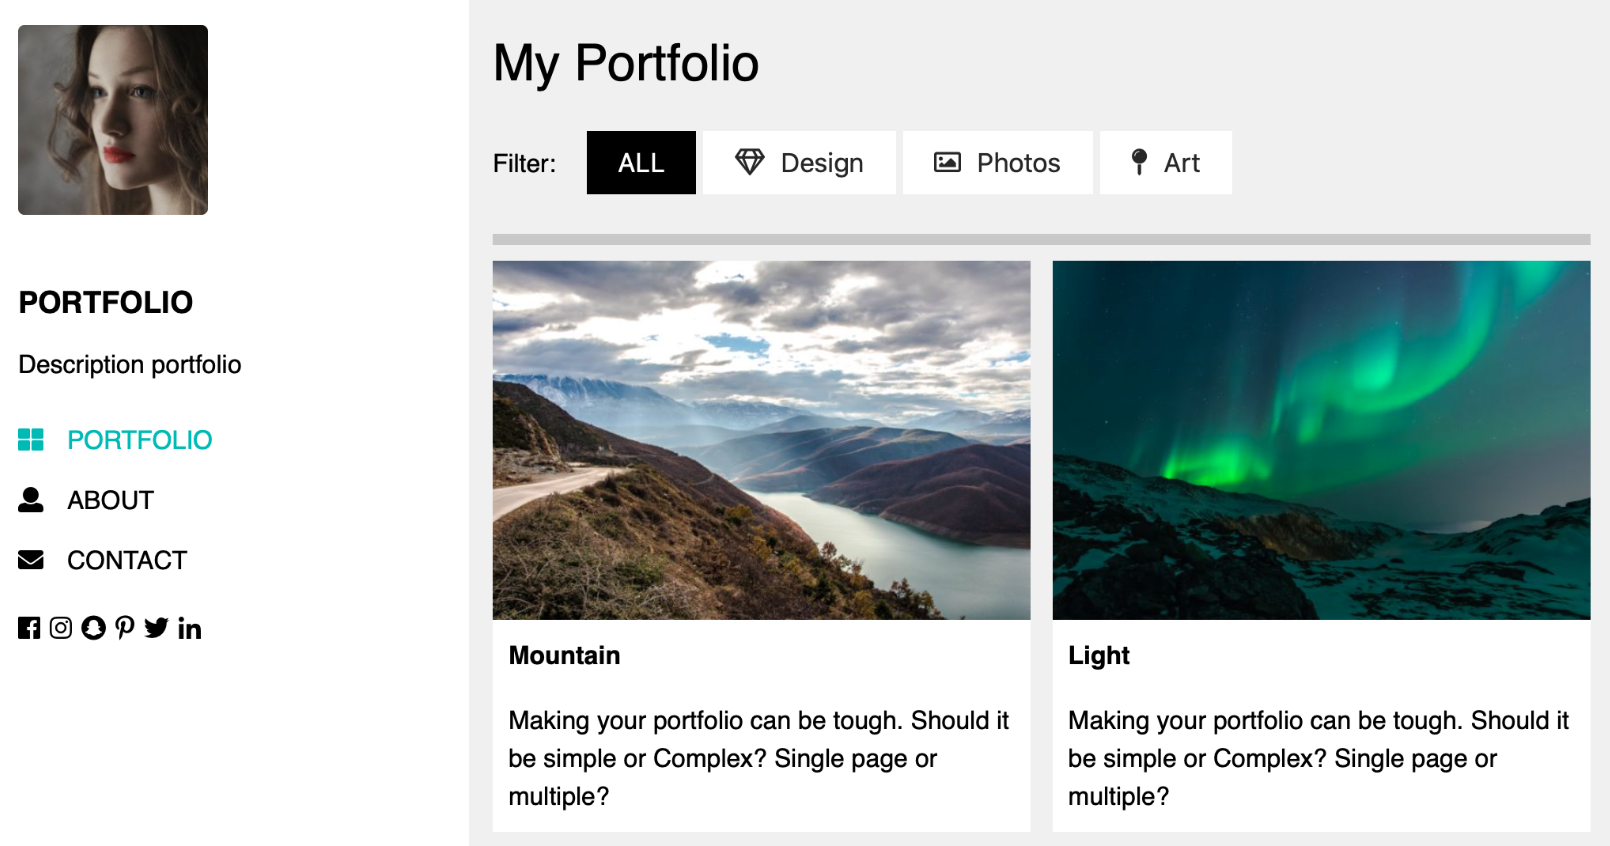 PORTFOLIO
Description portfolio
PORTFOLIO
ABOUT
CONTACT
My Portfolio
Filter: ALL Design Photos Art
Mountain
Making your portfolio can be tough. Should it
be simple or Complex? Single page or
multiple?
Light
Making your portfolio can be tough. Should it
be simple or Complex? Single page or
multiple?